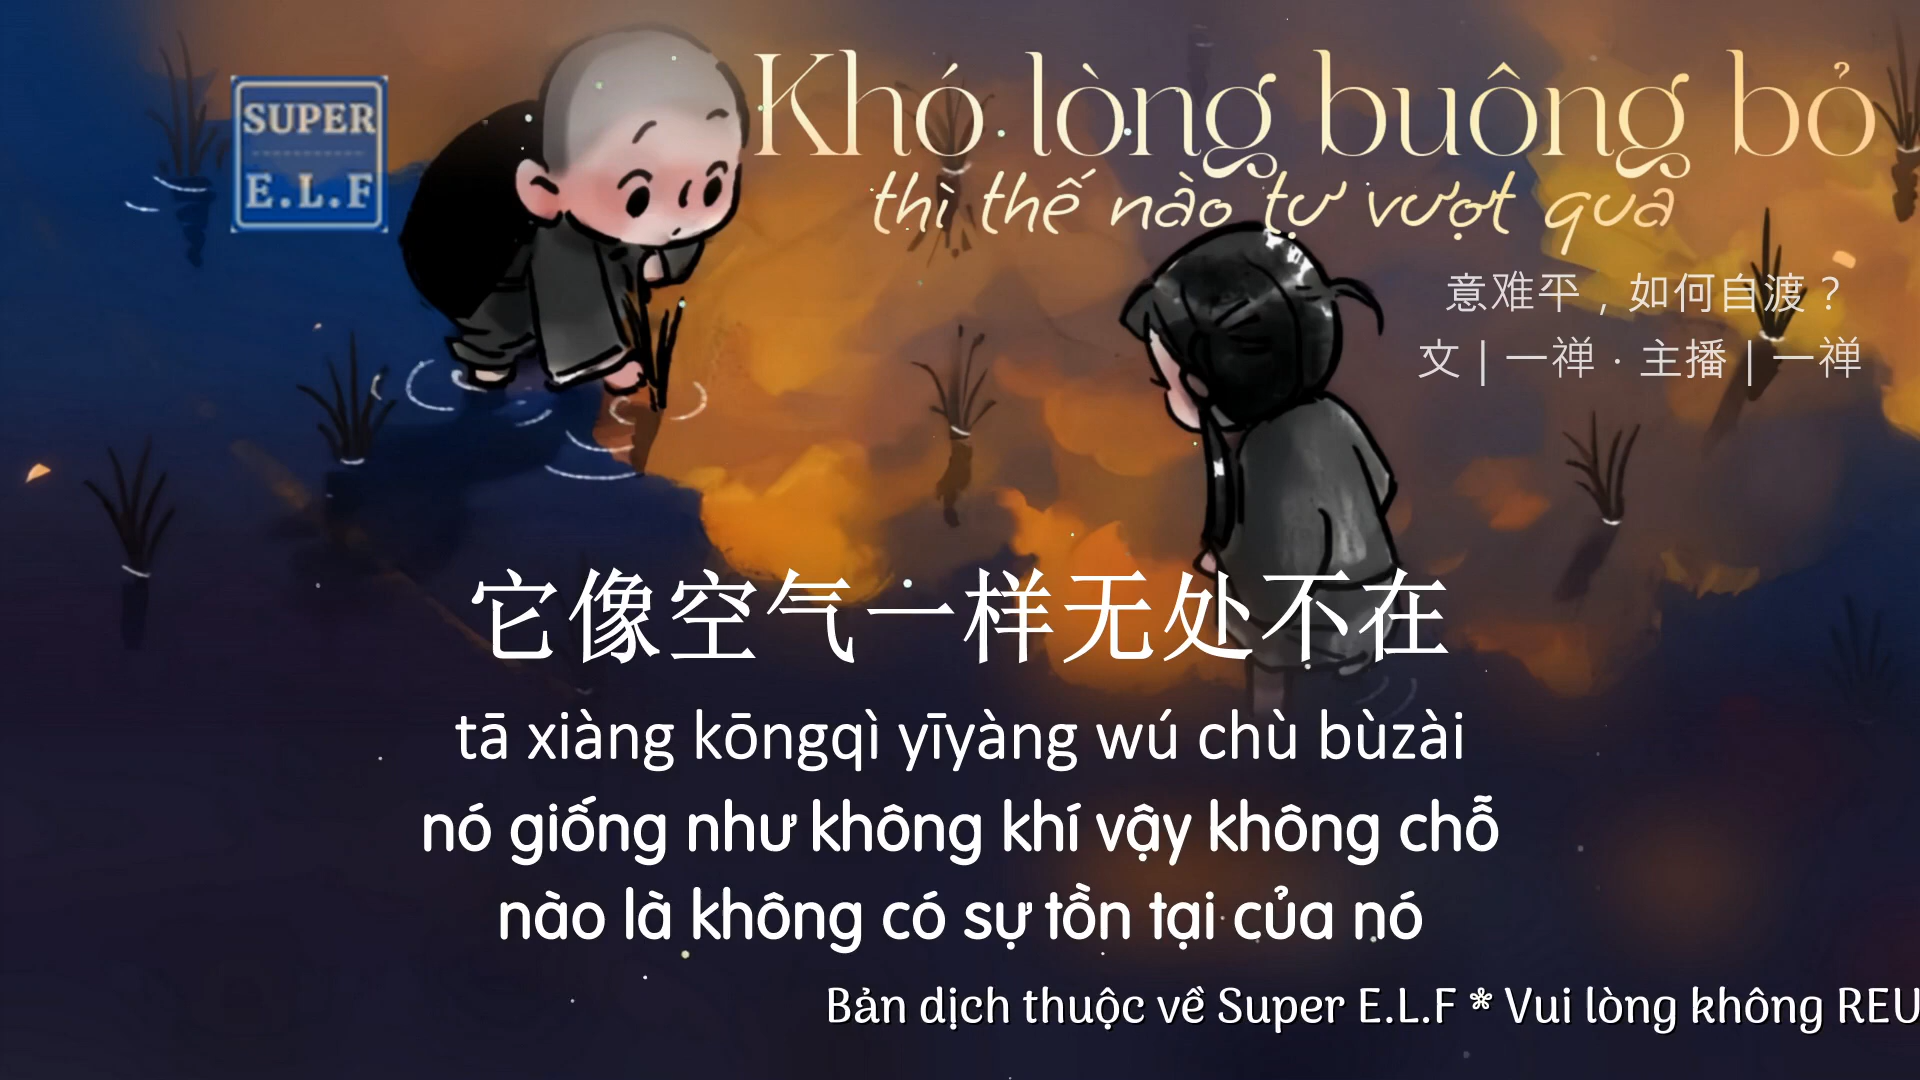 SUPER
E.L.F
Khó lòng buông bỏ
thì thế nào tự vượt qua
意难平，如何自渡？
文 | 一禅 · 主播 | 一禅
它像空气一样无处不在
tā xiàng kōngqì yīyàng wú chù bùzài
nó giống như không khí vậy không chỗ
nào là không có sự tồn tại của nó
Bản dịch thuộc về Super E.L.F * Vui lòng không REU